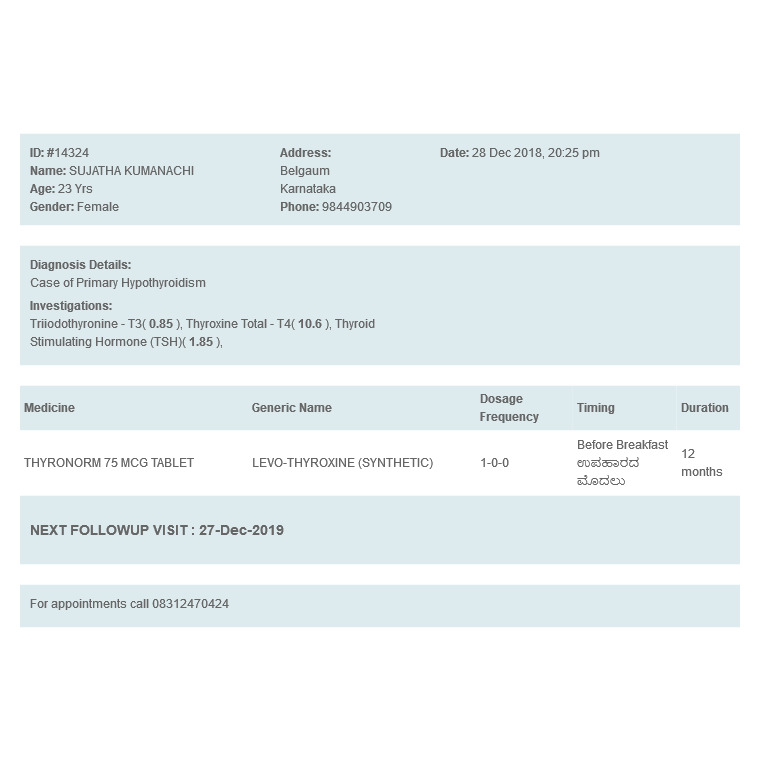 ID: #14324
Name: SUJATHA KUMANACHI
Age: 23 Yrs
Gender: Female
Address:
Belgaum
Karnataka
Phone: 9844903709
Date: 28 Dec 2018, 20:25 pm
Diagnosis Details:
Case of Primary Hypothyroidism
Investigations:
Triiodothyronine - T3( 0.85 ), Thyroxine Total - T4( 10.6 ), Thyroid
Stimulating Hormone (TSH)( 1.85 ),
Medicine
Generic Name
Dosage
Frequency
Timing
Duration
THYRONORM 75 MCG TABLET
LEVO-THYROXINE (SYNTHETIC)
1-0-0
Before Breakfast
ಉಪಹಾರದ
ಮೊದಲು
12
months
NEXT FOLLOWUP VISIT : 27-Dec-2019
For appointments call 08312470424